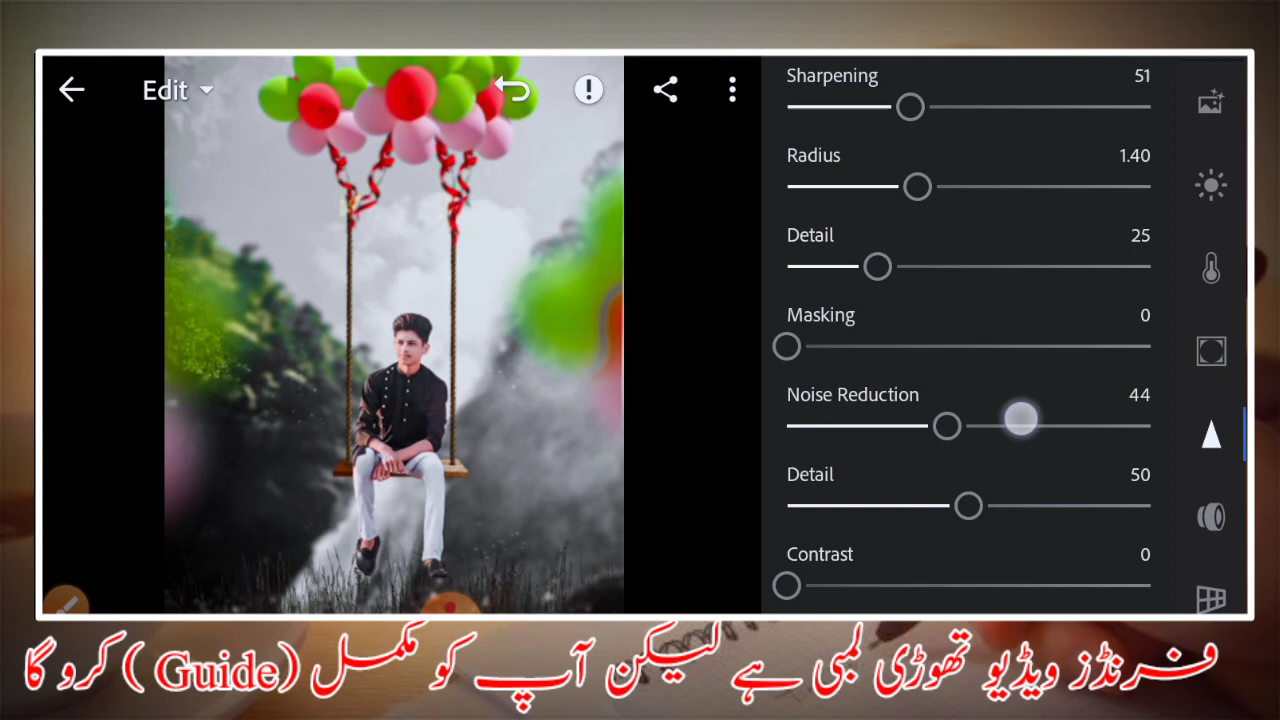 Edit
Sharpening 51
Radius 1.40
Detail 25
Masking 0
Noise Reduction 44
Detail 50
Contrast 0
فرنڈز ویڈیو تھوڑی لمبی ہے لیکن آپ کو مکمل (Guide) کرو گا